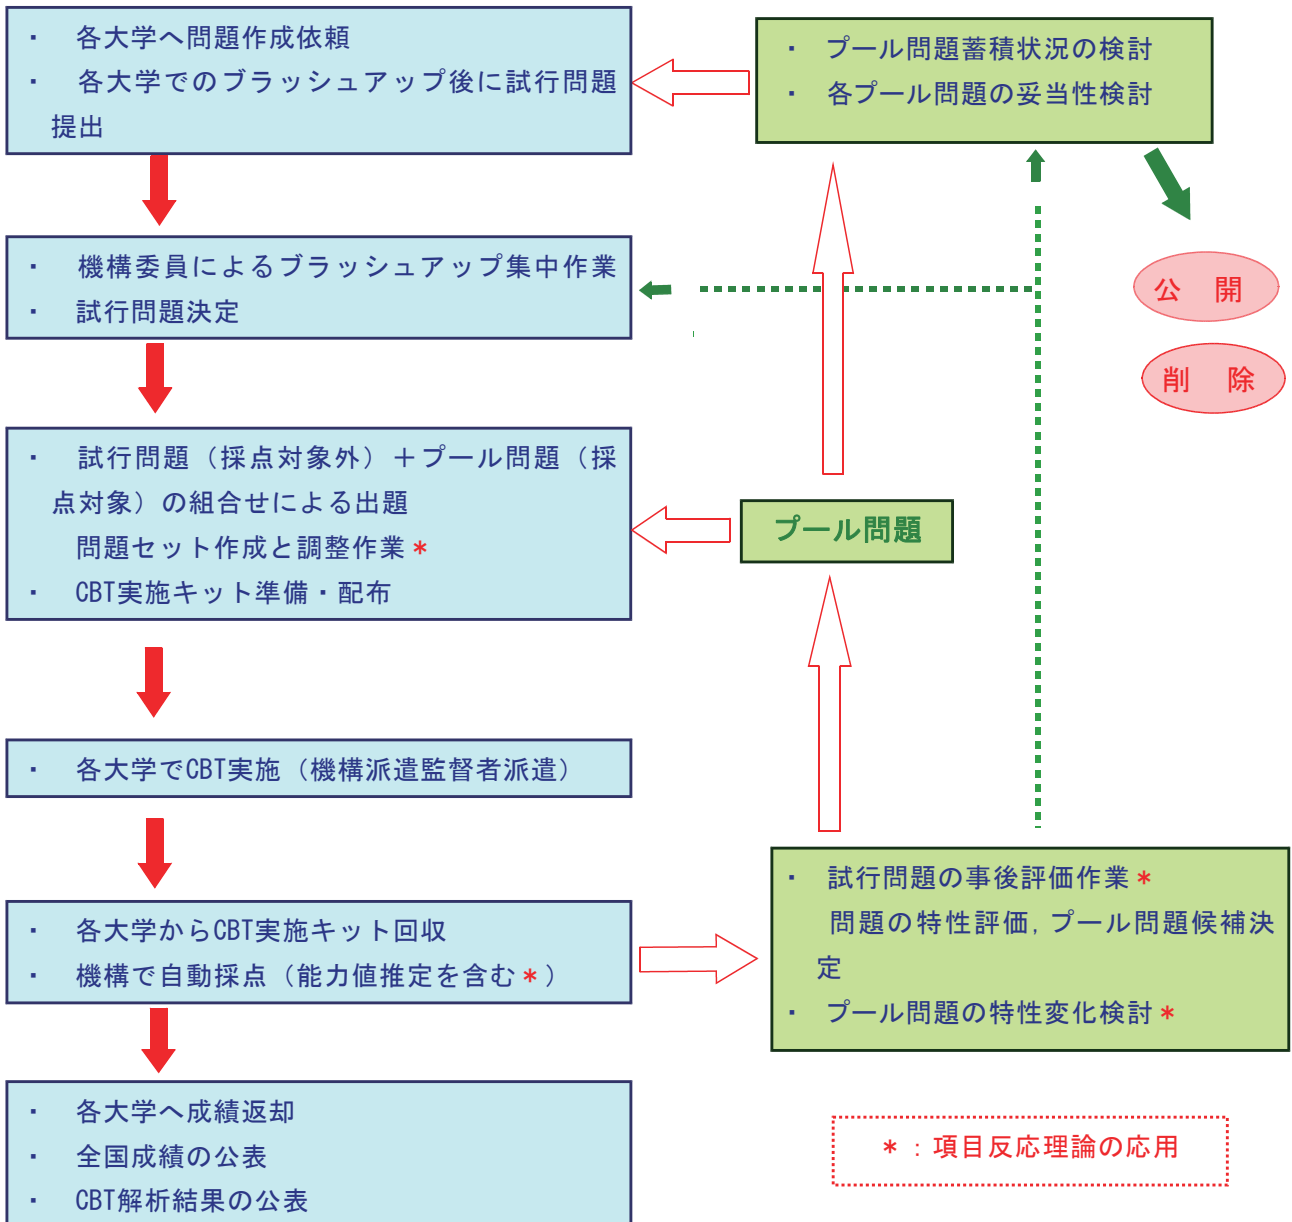 ・ 各大学へ問題作成依頼
・ 各大学でのブラッシュアップ後に試行問題
提出
・ プール問題蓄積状況の検討
・ 各プール問題の妥当性検討
・ 機構委員によるブラッシュアップ集中作業
・ 試行問題決定
公 開
削 除
・ 試行問題（採点対象外）＋プール問題（採
点対象）の組合せによる出題
問題セット作成と調整作業＊
・ CBT実施キット準備・配布
プール問題
・ 各大学でCBT実施（機構派遣監督者派遣）
・ 各大学からCBT実施キット回収
・ 機構で自動採点（能力値推定を含む＊）
・ 試行問題の事後評価作業＊
問題の特性評価，プール問題候補決
定
・ プール問題の特性変化検討＊
・ 各大学へ成績返却
・ 全国成績の公表
・ CBT解析結果の公表
＊：項目反応理論の応用